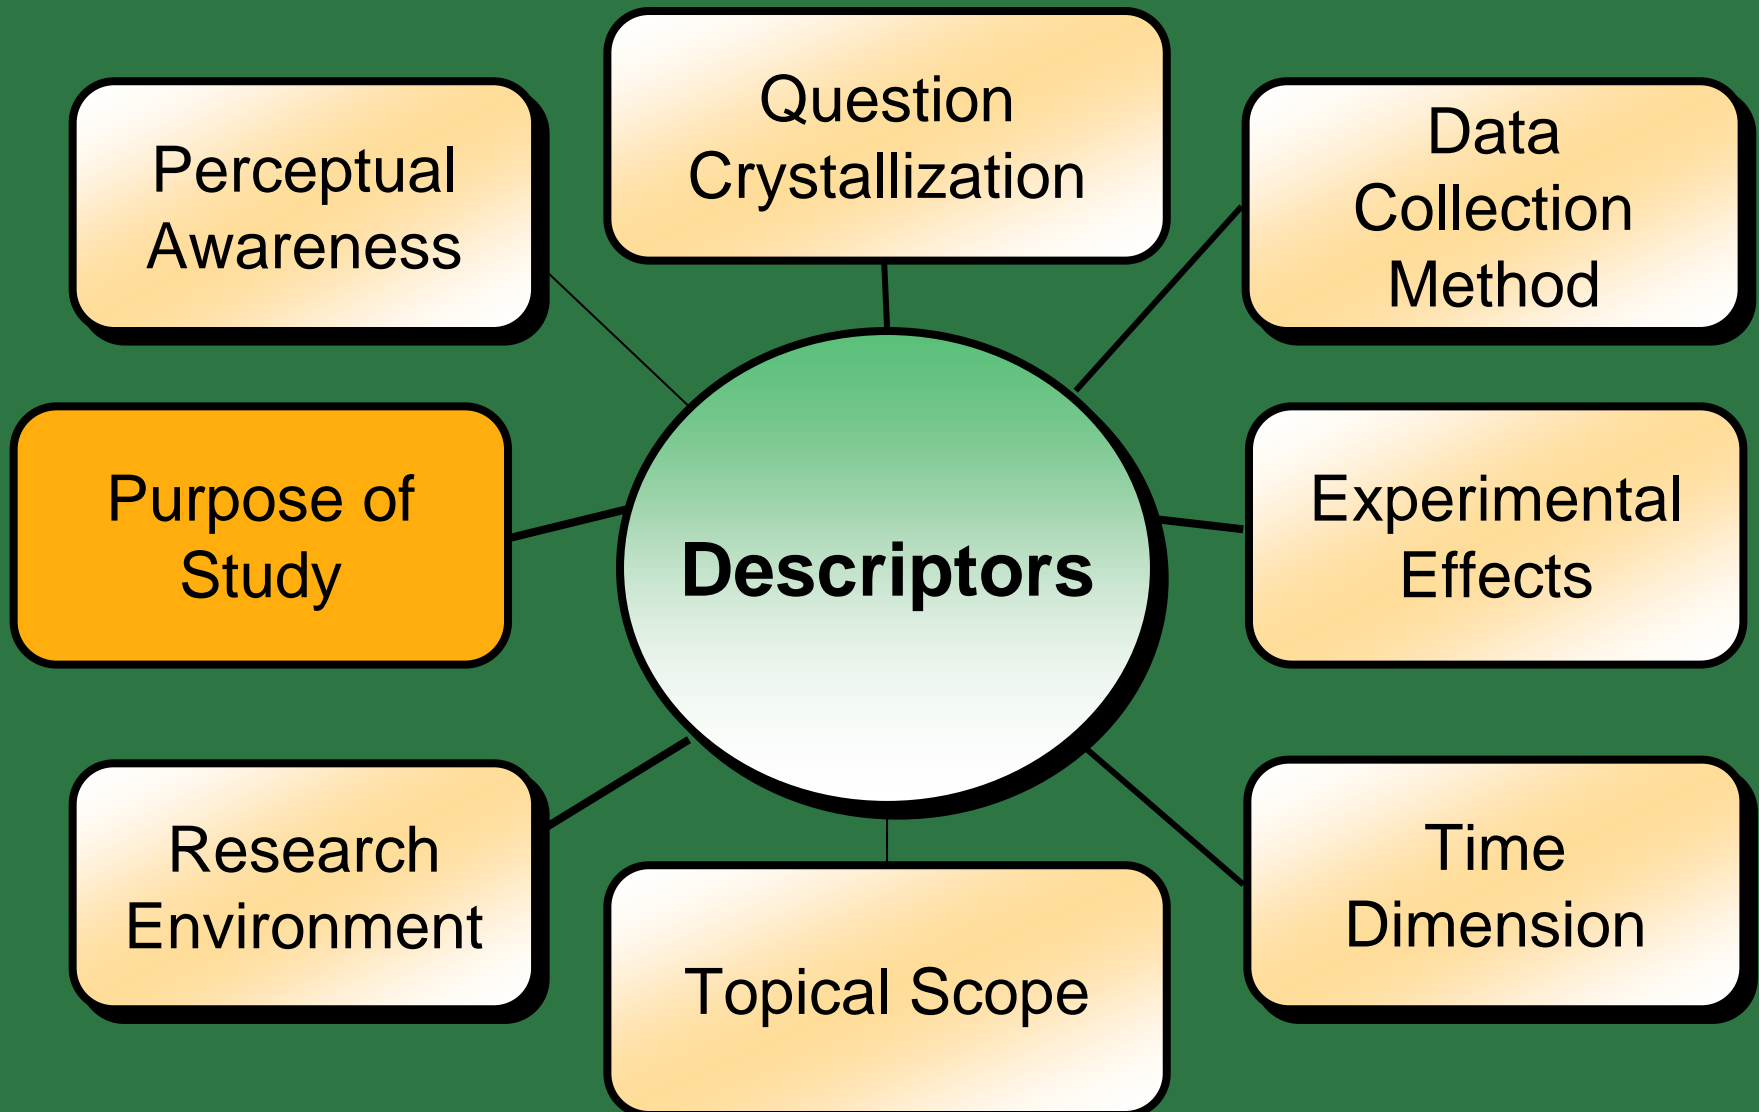 Question
Crystallization
Perceptual
Awareness
Data
Collection
Method
Purpose of
Study
Descriptors
Experimental
Effects
Research
Environment
Time
Dimension
Topical Scope